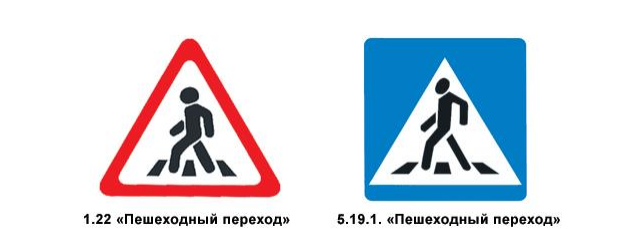 1.22 «Пешеходный переход»
5.19.1. «Пешеходный переход»